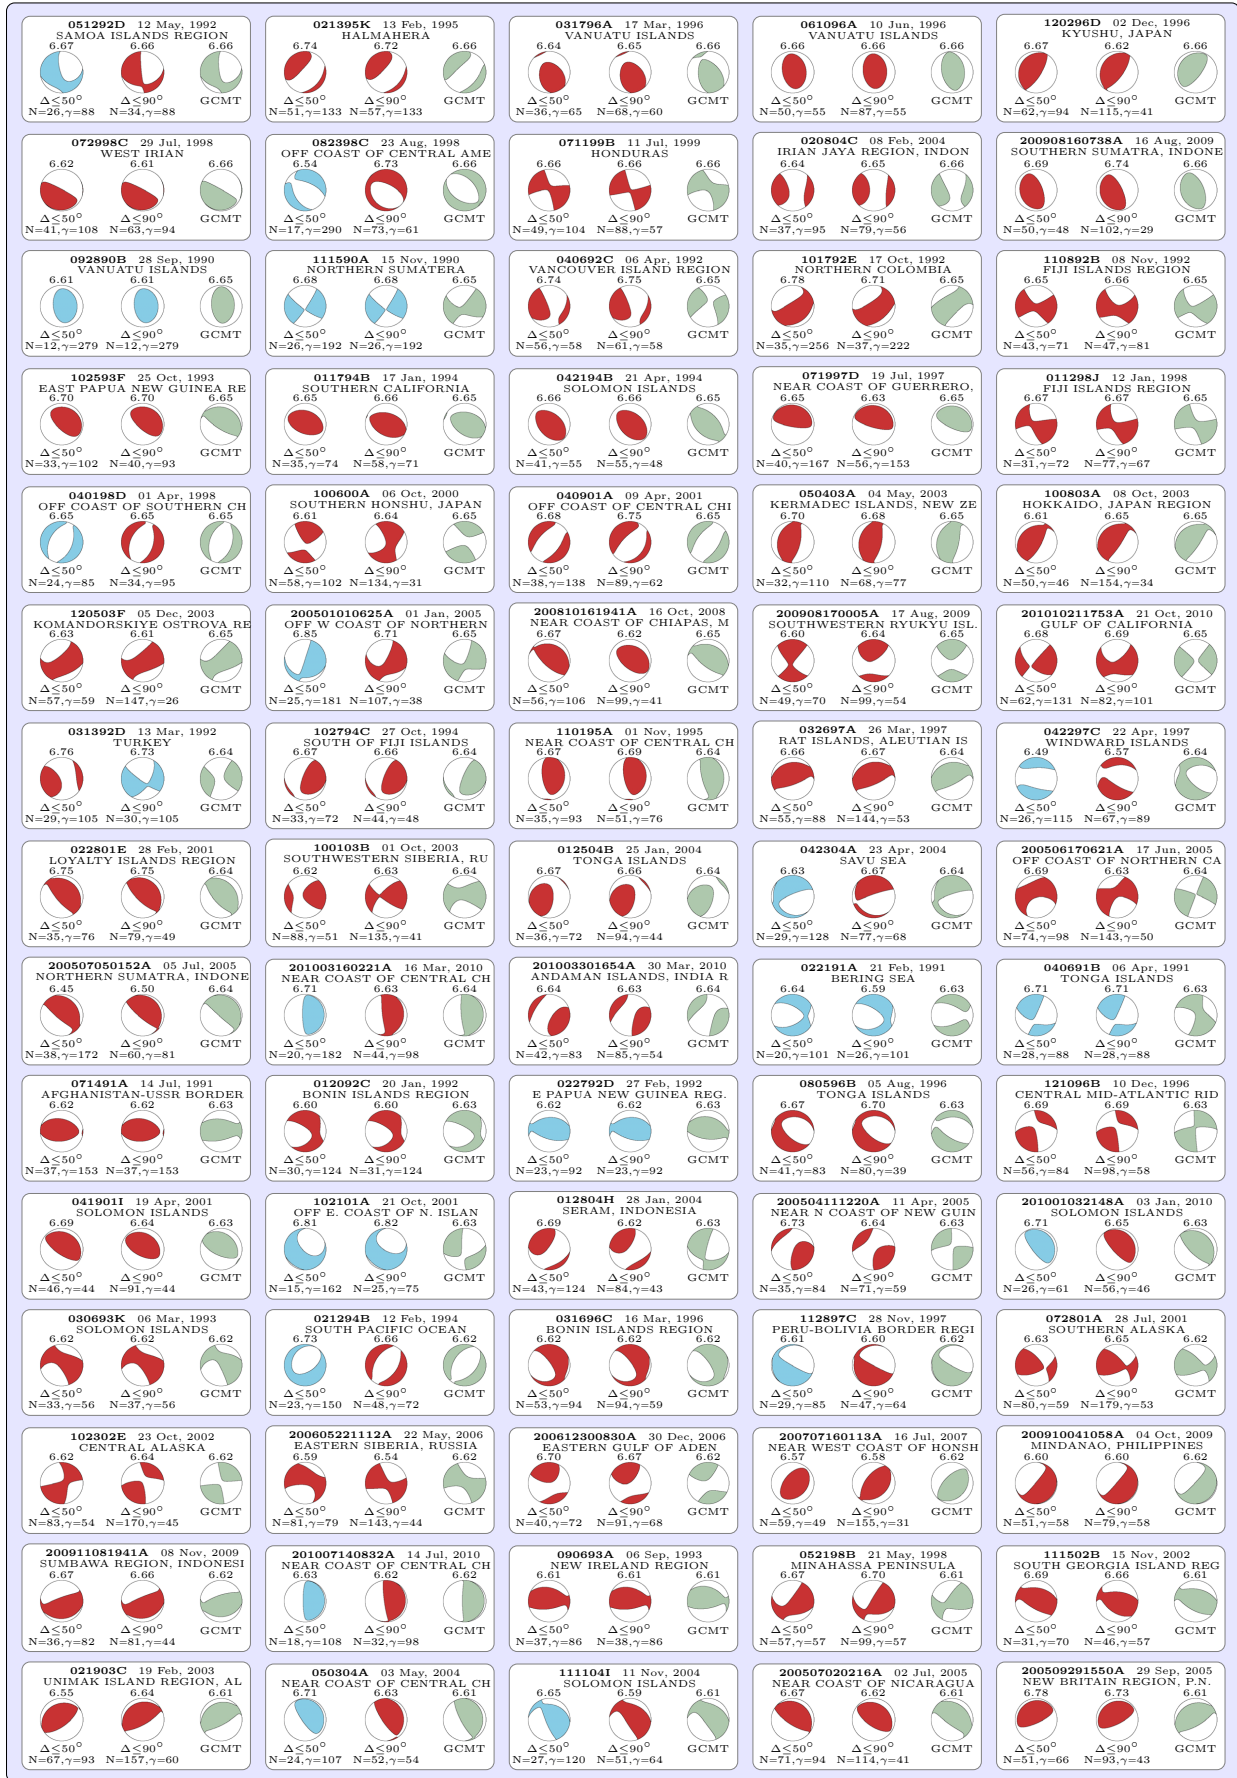 051292D 12 May, 1992
SAMOA ISLANDS REGION
6.67 6.66 6.66
Δ≤50° Δ≤90° GCMT
N=26,γ=88 N=34,γ=88
021395K 13 Feb, 1995
HALMAHERA
6.74 6.72 6.66
Δ≤50° Δ≤90° GCMT
N=51,γ=133 N=57,γ=133
031796A 17 Mar, 1996
VANUATU ISLANDS
6.64 6.65 6.66
Δ≤50° Δ≤90° GCMT
N=36,γ=65 N=68,γ=60
061096A 10 Jun, 1996
VANUATU ISLANDS
6.66 6.66 6.66
Δ≤50° Δ≤90° GCMT
N=50,γ=55 N=87,γ=55
120296D 02 Dec, 1996
KYUSHU, JAPAN
6.67 6.62 6.66
Δ≤50° Δ≤90° GCMT
N=62,γ=94 N=115,γ=41
072998C 29 Jul, 1998
WEST IRIAN
6.62 6.61 6.66
Δ≤50° Δ≤90° GCMT
N=41,γ=108 N=63,γ=94
082398C 23 Aug, 1998
OFF COAST OF CENTRAL AME
6.54 6.73 6.66
Δ≤50° Δ≤90° GCMT
N=17,γ=290 N=73,γ=61
071199B 11 Jul, 1999
HONDURAS
6.66 6.66 6.66
Δ≤50° Δ≤90° GCMT
N=49,γ=104 N=88,γ=57
020804C 08 Feb, 2004
IRIAN JAYA REGION, INDON
6.64 6.65 6.66
Δ≤50° Δ≤90° GCMT
N=37,γ=95 N=79,γ=56
200908160738A 16 Aug, 2009
SOUTHERN SUMATRA, INDONE
6.69 6.74 6.66
Δ≤50° Δ≤90° GCMT
N=50,γ=48 N=102,γ=29
092890B 28 Sep, 1990
VANUATU ISLANDS
6.61 6.61 6.65
Δ≤50° Δ≤90° GCMT
N=12,γ=279 N=12,γ=279
111590A 15 Nov, 1990
NORTHERN SUMATERA
6.68 6.68 6.65
Δ≤50° Δ≤90° GCMT
N=26,γ=192 N=26,γ=192
040692C 06 Apr, 1992
VANCOUVER ISLAND REGION
6.74 6.75 6.65
Δ≤50° Δ≤90° GCMT
N=56,γ=58 N=61,γ=58
101792E 17 Oct, 1992
NORTHERN COLOMBIA
6.78 6.71 6.65
Δ≤50° Δ≤90° GCMT
N=35,γ=256 N=37,γ=222
110892B 08 Nov, 1992
FIJI ISLANDS REGION
6.65 6.66 6.65
Δ≤50° Δ≤90° GCMT
N=43,γ=71 N=47,γ=81
102593F 25 Oct, 1993
EAST PAPUA NEW GUINEA RE
6.70 6.70 6.65
Δ≤50° Δ≤90° GCMT
N=33,γ=102 N=40,γ=93
011794B 17 Jan, 1994
SOUTHERN CALIFORNIA
6.65 6.66 6.65
Δ≤50° Δ≤90° GCMT
N=35,γ=74 N=58,γ=71
042194B 21 Apr, 1994
SOLOMON ISLANDS
6.66 6.66 6.65
Δ≤50° Δ≤90° GCMT
N=41,γ=55 N=55,γ=48
071997D 19 Jul, 1997
NEAR COAST OF GUERRERO,
6.65 6.63 6.65
Δ≤50° Δ≤90° GCMT
N=40,γ=167 N=56,γ=153
011298J 12 Jan, 1998
FIJI ISLANDS REGION
6.67 6.67 6.65
Δ≤50° Δ≤90° GCMT
N=31,γ=72 N=77,γ=67
040198D 01 Apr, 1998
OFF COAST OF SOUTHERN CH
6.65 6.65 6.65
Δ≤50° Δ≤90° GCMT
N=24,γ=85 N=34,γ=95
100600A 06 Oct, 2000
SOUTHERN HONSHU, JAPAN
6.61 6.64 6.65
Δ≤50° Δ≤90° GCMT
N=58,γ=102 N=134,γ=31
040901A 09 Apr, 2001
OFF COAST OF CENTRAL CHI
6.68 6.75 6.65
Δ≤50° Δ≤90° GCMT
N=38,γ=138 N=89,γ=62
050403A 04 May, 2003
KERMADEC ISLANDS, NEW ZE
6.70 6.68 6.65
Δ≤50° Δ≤90° GCMT
N=32,γ=110 N=68,γ=77
100803A 08 Oct, 2003
HOKKAIDO, JAPAN REGION
6.61 6.65 6.65
Δ≤50° Δ≤90° GCMT
N=50,γ=46 N=154,γ=34
120503F 05 Dec, 2003
KOMANDORSKIYE OSTROVA RE
6.63 6.61 6.65
Δ≤50° Δ≤90° GCMT
N=57,γ=59 N=147,γ=26
200501010625A 01 Jan, 2005
OFF W COAST OF NORTHERN
6.85 6.71 6.65
Δ≤50° Δ≤90° GCMT
N=25,γ=181 N=107,γ=38
200810161941A 16 Oct, 2008
NEAR COAST OF CHIAPAS, M
6.67 6.62 6.65
Δ≤50° Δ≤90° GCMT
N=56,γ=106 N=99,γ=41
200908170005A 17 Aug, 2009
SOUTHWESTERN RYUKYU ISL.
6.60 6.64 6.65
Δ≤50° Δ≤90° GCMT
N=49,γ=70 N=99,γ=54
201010211753A 21 Oct, 2010
GULF OF CALIFORNIA
6.68 6.69 6.65
Δ≤50° Δ≤90° GCMT
N=62,γ=131 N=82,γ=101
031392D 13 Mar, 1992
TURKEY
6.76 6.73 6.64
Δ≤50° Δ≤90° GCMT
N=29,γ=105 N=30,γ=105
102794C 27 Oct, 1994
SOUTH OF FIJI ISLANDS
6.67 6.66 6.64
Δ≤50° Δ≤90° GCMT
N=33,γ=72 N=44,γ=48
110195A 01 Nov, 1995
NEAR COAST OF CENTRAL CH
6.67 6.69 6.64
Δ≤50° Δ≤90° GCMT
N=35,γ=93 N=51,γ=76
032697A 26 Mar, 1997
RAT ISLANDS, ALEUTIAN IS
6.66 6.67 6.64
Δ≤50° Δ≤90° GCMT
N=55,γ=88 N=144,γ=53
042297C 22 Apr, 1997
WINDWARD ISLANDS
6.49 6.57 6.64
Δ≤50° Δ≤90° GCMT
N=26,γ=115 N=67,γ=89
022801E 28 Feb, 2001
LOYALTY ISLANDS REGION
6.75 6.75 6.64
Δ≤50° Δ≤90° GCMT
N=35,γ=76 N=79,γ=49
100103B 01 Oct, 2003
SOUTHWESTERN SIBERIA, RU
6.62 6.63 6.64
Δ≤50° Δ≤90° GCMT
N=88,γ=51 N=135,γ=41
012504B 25 Jan, 2004
TONGA ISLANDS
6.67 6.66 6.64
Δ≤50° Δ≤90° GCMT
N=36,γ=72 N=94,γ=44
042304A 23 Apr, 2004
SAVU SEA
6.63 6.67 6.64
Δ≤50° Δ≤90° GCMT
N=29,γ=128 N=77,γ=68
200506170621A 17 Jun, 2005
OFF COAST OF NORTHERN CA
6.69 6.63 6.64
Δ≤50° Δ≤90° GCMT
N=74,γ=98 N=143,γ=50
200507050152A 05 Jul, 2005
NORTHERN SUMATRA, INDONE
6.45 6.50 6.64
Δ≤50° Δ≤90° GCMT
N=38,γ=172 N=60,γ=81
201003160221A 16 Mar, 2010
NEAR COAST OF CENTRAL CH
6.71 6.63 6.64
Δ≤50° Δ≤90° GCMT
N=20,γ=182 N=44,γ=98
201003301654A 30 Mar, 2010
ANDAMAN ISLANDS, INDIA R
6.64 6.63 6.64
Δ≤50° Δ≤90° GCMT
N=42,γ=83 N=85,γ=54
022191A 21 Feb, 1991
BERING SEA
6.64 6.59 6.63
Δ≤50° Δ≤90° GCMT
N=20,γ=101 N=26,γ=101
040691B 06 Apr, 1991
TONGA ISLANDS
6.71 6.71 6.63
Δ≤50° Δ≤90° GCMT
N=28,γ=88 N=28,γ=88
071491A 14 Jul, 1991
AFGHANISTAN-USSR BORDER
6.62 6.62 6.63
Δ≤50° Δ≤90° GCMT
N=37,γ=153 N=37,γ=153
012092C 20 Jan, 1992
BONIN ISLANDS REGION
6.60 6.60 6.63
Δ≤50° Δ≤90° GCMT
N=30,γ=124 N=31,γ=124
022792D 27 Feb, 1992
E PAPUA NEW GUINEA REG.
6.62 6.62 6.63
Δ≤50° Δ≤90° GCMT
N=23,γ=92 N=23,γ=92
080596B 05 Aug, 1996
TONGA ISLANDS
6.67 6.70 6.63
Δ≤50° Δ≤90° GCMT
N=41,γ=83 N=80,γ=39
121096B 10 Dec, 1996
CENTRAL MID-ATLANTIC RID
6.69 6.69 6.63
Δ≤50° Δ≤90° GCMT
N=56,γ=84 N=98,γ=58
041901I 19 Apr, 2001
SOLOMON ISLANDS
6.69 6.64 6.63
Δ≤50° Δ≤90° GCMT
N=46,γ=44 N=91,γ=44
102101A 21 Oct, 2001
OFF E. COAST OF N. ISLAN
6.81 6.82 6.63
Δ≤50° Δ≤90° GCMT
N=15,γ=162 N=25,γ=75
012804H 28 Jan, 2004
SERAM, INDONESIA
6.69 6.62 6.63
Δ≤50° Δ≤90° GCMT
N=43,γ=124 N=84,γ=43
200504111220A 11 Apr, 2005
NEAR N COAST OF NEW GUIN
6.73 6.64 6.63
Δ≤50° Δ≤90° GCMT
N=35,γ=84 N=71,γ=59
201001032148A 03 Jan, 2010
SOLOMON ISLANDS
6.71 6.65 6.63
Δ≤50° Δ≤90° GCMT
N=26,γ=61 N=56,γ=46
030693K 06 Mar, 1993
SOLOMON ISLANDS
6.62 6.62 6.62
Δ≤50° Δ≤90° GCMT
N=33,γ=56 N=37,γ=56
021294B 12 Feb, 1994
SOUTH PACIFIC OCEAN
6.73 6.66 6.62
Δ≤50° Δ≤90° GCMT
N=23,γ=150 N=48,γ=72
031696C 16 Mar, 1996
BONIN ISLANDS REGION
6.62 6.62 6.62
Δ≤50° Δ≤90° GCMT
N=53,γ=94 N=94,γ=59
112897C 28 Nov, 1997
PERU-BOLIVIA BORDER REGI
6.61 6.60 6.62
Δ≤50° Δ≤90° GCMT
N=29,γ=85 N=47,γ=64
072801A 28 Jul, 2001
SOUTHERN ALASKA
6.63 6.65 6.62
Δ≤50° Δ≤90° GCMT
N=80,γ=59 N=179,γ=53
102302E 23 Oct, 2002
CENTRAL ALASKA
6.62 6.64 6.62
Δ≤50° Δ≤90° GCMT
N=83,γ=54 N=170,γ=45
200605221112A 22 May, 2006
EASTERN SIBERIA, RUSSIA
6.59 6.54 6.62
Δ≤50° Δ≤90° GCMT
N=81,γ=79 N=143,γ=44
200612300830A 30 Dec, 2006
EASTERN GULF OF ADEN
6.70 6.67 6.62
Δ≤50° Δ≤90° GCMT
N=40,γ=72 N=91,γ=68
200707160113A 16 Jul, 2007
NEAR WEST COAST OF HONSH
6.57 6.58 6.62
Δ≤50° Δ≤90° GCMT
N=59,γ=49 N=155,γ=31
200910041058A 04 Oct, 2009
MINDANAO, PHILIPPINES
6.60 6.60 6.62
Δ≤50° Δ≤90° GCMT
N=51,γ=58 N=79,γ=58
200911081941A 08 Nov, 2009
SUMBAWA REGION, INDONESI
6.67 6.66 6.62
Δ≤50° Δ≤90° GCMT
N=36,γ=82 N=81,γ=44
201007140832A 14 Jul, 2010
NEAR COAST OF CENTRAL CH
6.63 6.62 6.62
Δ≤50° Δ≤90° GCMT
N=18,γ=108 N=32,γ=98
090693A 06 Sep, 1993
NEW IRELAND REGION
6.61 6.61 6.61
Δ≤50° Δ≤90° GCMT
N=37,γ=86 N=38,γ=86
052198B 21 May, 1998
MINAHASSA PENINSULA
6.67 6.70 6.61
Δ≤50° Δ≤90° GCMT
N=57,γ=57 N=99,γ=57
111502B 15 Nov, 2002
SOUTH GEORGIA ISLAND REG
6.69 6.66 6.61
Δ≤50° Δ≤90° GCMT
N=31,γ=70 N=46,γ=57
021903C 19 Feb, 2003
UNIMAK ISLAND REGION, AL
6.55 6.64 6.61
Δ≤50° Δ≤90° GCMT
N=67,γ=93 N=157,γ=60
050304A 03 May, 2004
NEAR COAST OF CENTRAL CH
6.71 6.63 6.61
Δ≤50° Δ≤90° GCMT
N=24,γ=107 N=52,γ=54
111104I 11 Nov, 2004
SOLOMON ISLANDS
6.65 6.59 6.61
Δ≤50° Δ≤90° GCMT
N=27,γ=120 N=51,γ=64
200507020216A 02 Jul, 2005
NEAR COAST OF NICARAGUA
6.67 6.62 6.61
Δ≤50° Δ≤90° GCMT
N=71,γ=94 N=114,γ=41
200509291550A 29 Sep, 2005
NEW BRITAIN REGION, P.N.
6.78 6.73 6.61
Δ≤50° Δ≤90° GCMT
N=51,γ=66 N=93,γ=43